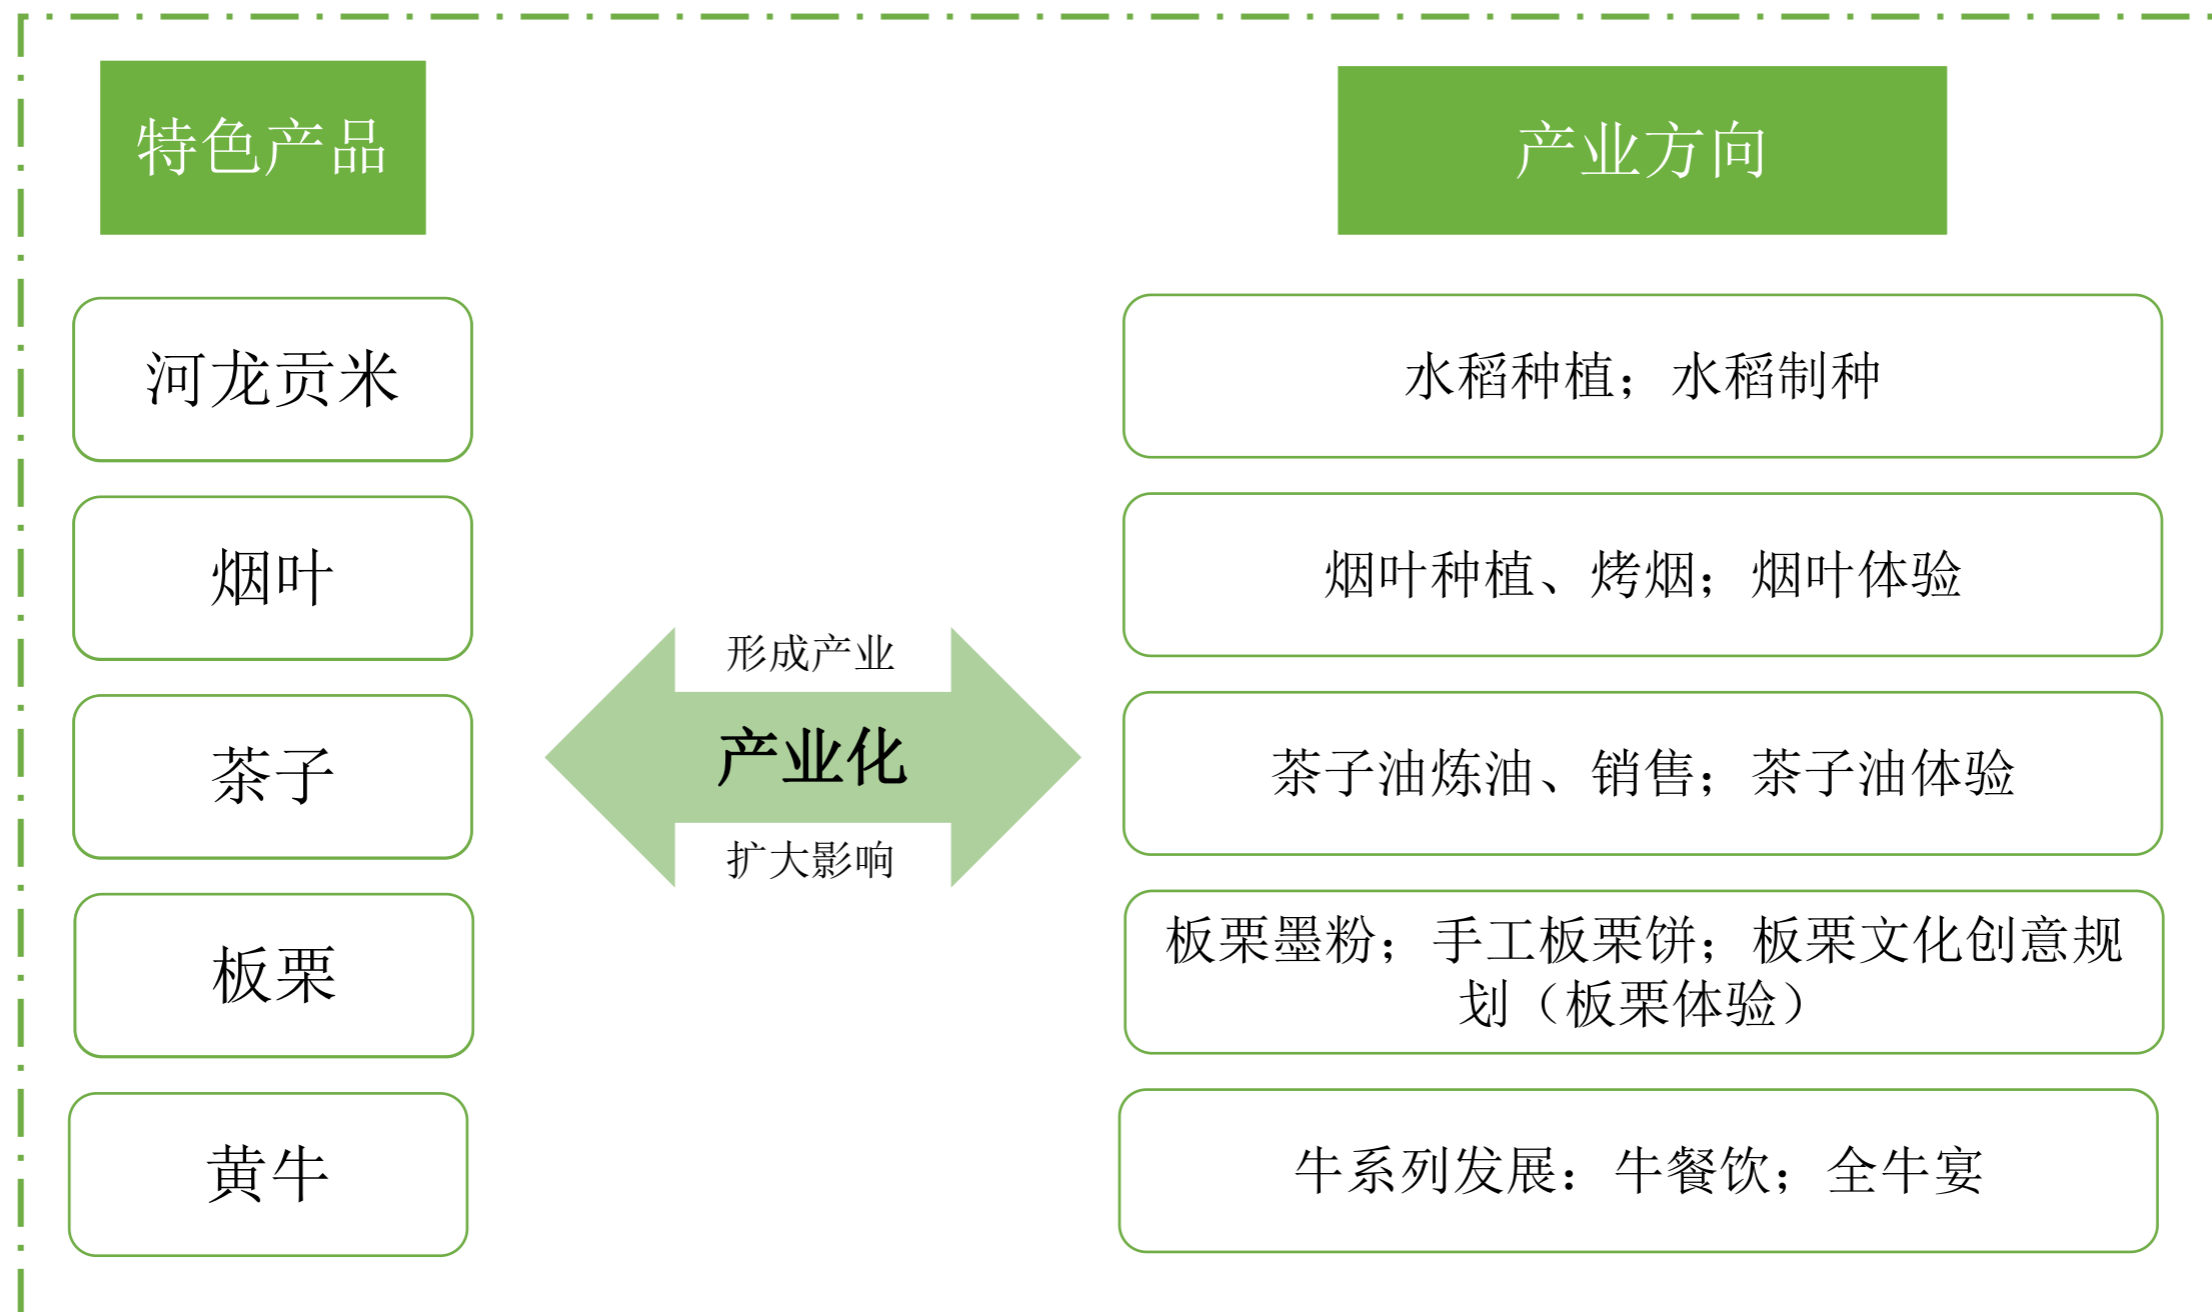 特色产品
产业方向
河龙贡米
水稻种植；水稻制种
烟叶
烟叶种植、烤烟；烟叶体验
形成产业
产业化
扩大影响
茶子
茶子油炼油、销售；茶子油体验
板栗
板栗墨粉；手工板栗饼；板栗文化创意规
划（板栗体验）
黄牛
牛系列发展：牛餐饮；全牛宴